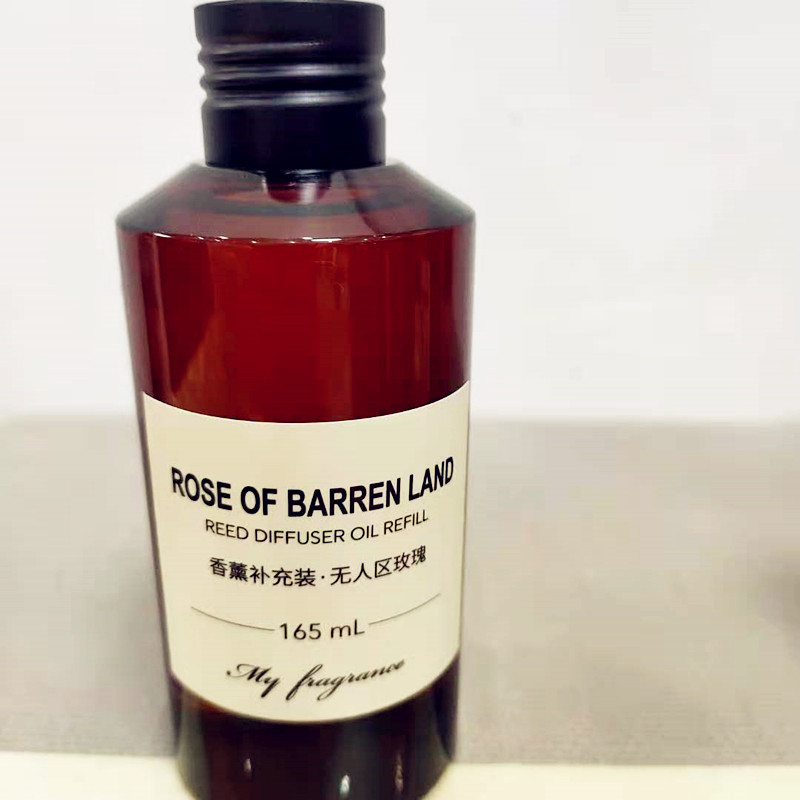 ROSE OF BARREN LAND
REED DIFFUSER OIL REFILL
香薰补充装·无人区玫瑰
165 mL
My fragrance